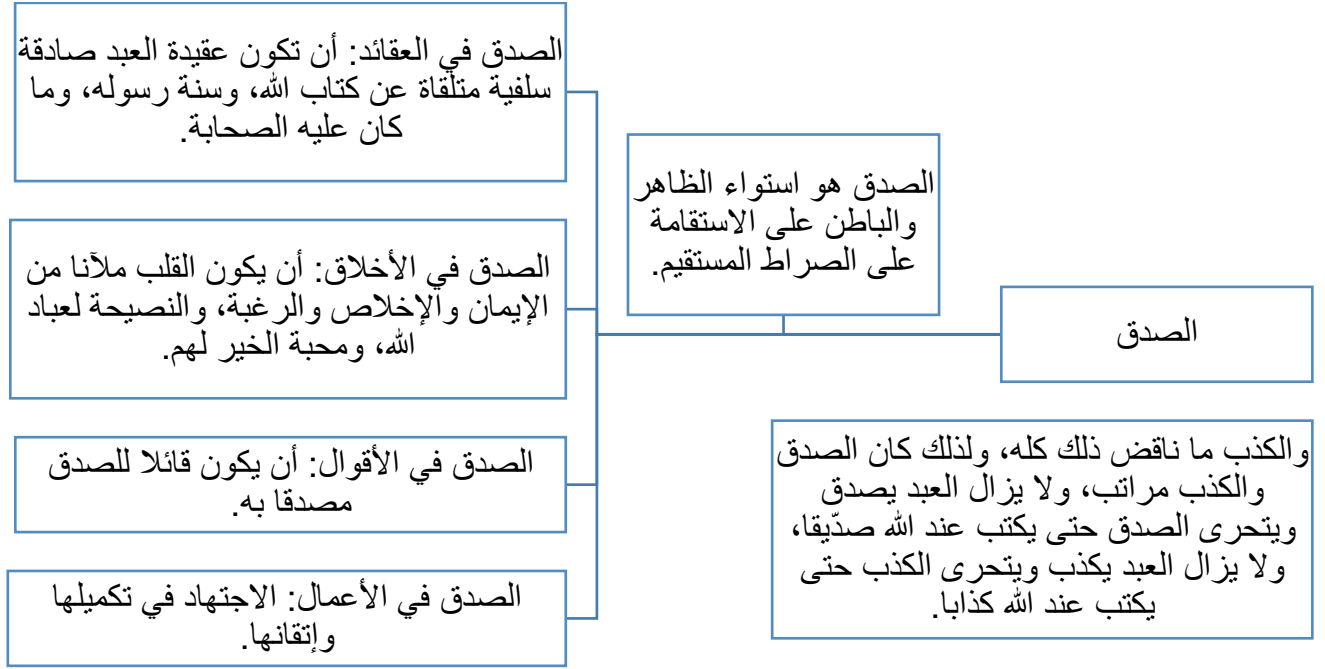 الصدق
الصدق هو استواء الظاهر
والباطن على الاستقامة
على الصراط المستقيم.
الصدق في العقائد: أن تكون عقيدة العبد صادقة
سلفية متلقاة عن كتاب الله، وسنة رسوله، وما
كان عليه الصحابة.
الصدق في الأخلاق: أن يكون القلب ملآنا من
الإيمان والإخلاص والرغبة، والنصيحة لعباد
الله، ومحبة الخير لهم.
الصدق في الأقوال: أن يكون قائلا للصدق
مصدقا به.
الصدق في الأعمال: الاجتهاد في تكميلها
وإتقانها.
والكذب ما ناقض ذلك كله، ولذلك كان الصدق
والكذب مراتب، ولا يزال العبد يصدق
ويتحرى الصدق حتى يكتب عند الله صدّيقا،
ولا يزال العبد يكذب ويتحرى الكذب حتى
يكتب عند الله كذابا.